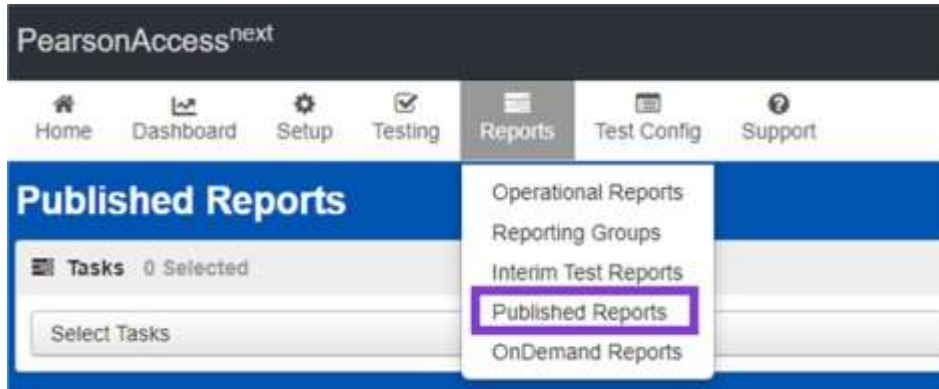 PearsonAccessnext
Home Dashboard Setup Testing Reports Test Config Support
Published Reports
Tasks 0 Selected
Select Tasks
Operational Reports
Reporting Groups
Interim Test Reports
Published Reports
OnDemand Reports